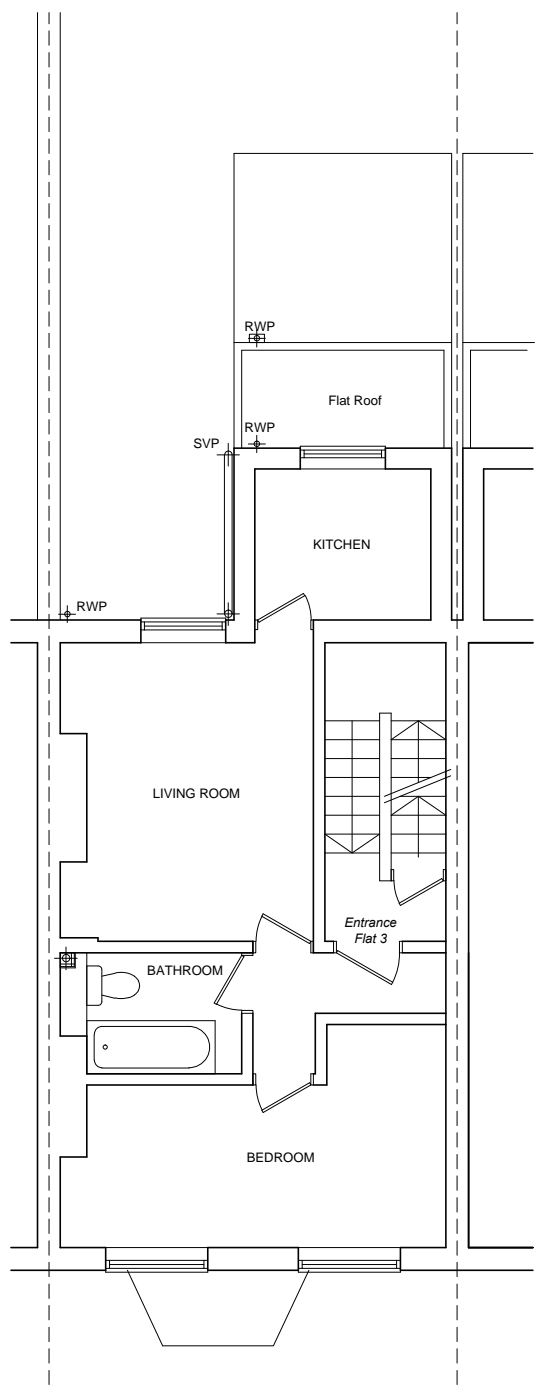 RWP
Flat Roof
RWP
SVP
KITCHEN
RWP
LIVING ROOM
Entrance
Flat 3
BATHROOM
BEDROOM